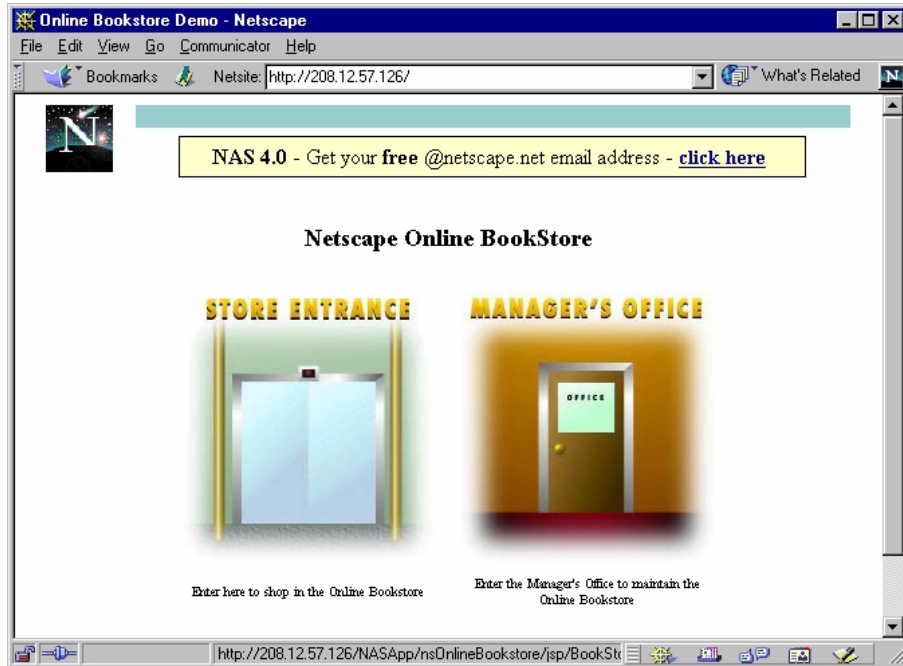 Online Bookstore Demo - Netscape
File Edit View Go Communicator Help
Bookmarks Netsite: http://208.12.57.126/ What's Related N
N
NAS 4.0 - Get your free @netscape.net email address - click here
Netscape Online BookStore
STORE ENTRANCE MANAGER'S OFFICE
OFFICE
Enter here to shop in the Online Bookstore
Enter the Manager's Office to maintain the
Online Bookstore
http://208.12.57.126/NASApp/nsOnlineBookstore/jsp/BookSt